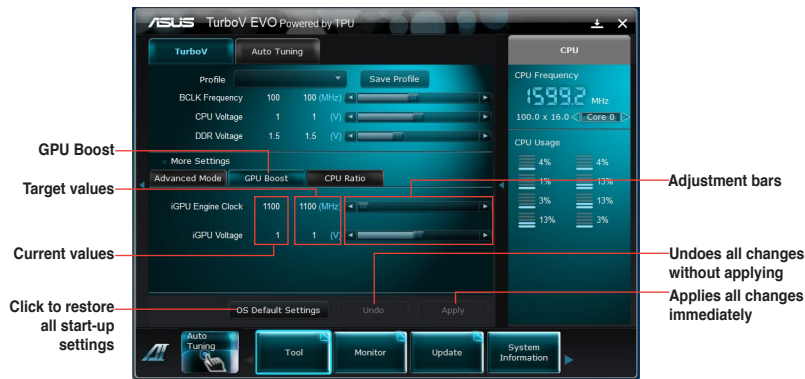 ASUS TurboV EVO Powered by TPU
TurboV
Auto Tuning
Profile
Save Profile
BCLK Frequency 100 100 (MHz)
CPU Voltage 1 1 (V)
DDR Voltage 1.5 1.5 (V)
More Settings
Advanced Mode
GPU Boost
CPU Ratio
iGPU Engine Clock 1100 1100 (MHz)
iGPU Voltage 1 1 (V)
OS Default Settings
Undo
Apply
CPU
CPU Frequency
1599.2 MHz
100.0 x 16.0 Core 0
CPU Usage
4% 4%
1% 13%
3% 13%
13% 3%
Auto
Tuning
Tool
Monitor
Update
System
Information
GPU Boost
Target values
Current values
Click to restore
all start-up
settings
Adjustment bars
Undoes all changes
without applying
Applies all changes
immediately